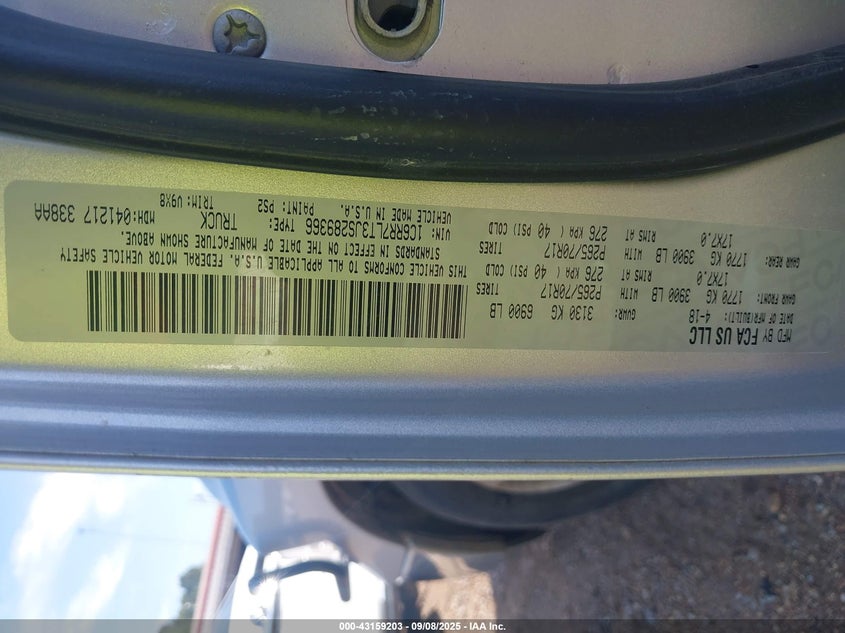 MFD BY FCA US LLC
DATE OF MFR(BUILT): 4-18 GVWR: 3130 KG 6900 LB
GAWR FRONT: 1770 KG 3900 LB WITH TIRES P265/70R17
17X7.0 RIMS AT 276 KPA ( 40 PSI) COLD
GAWR REAR: 1770 KG 3900 LB WITH TIRES P265/70R17
17X7.0 RIMS AT 276 KPA ( 40 PSI) COLD
THIS VEHICLE CONFORMS TO ALL APPLICABLE U.S.A. FEDERAL MOTOR VEHICLE SAFETY
STANDARDS IN EFFECT ON THE DATE OF MANUFACTURE SHOWN ABOVE.
VIN: 1C6RR7LT3JS289366 TYPE: TRUCK MDH:041217 338AA
VEHICLE MADE IN U.S.A. PAINT: PS2 TRIM: V9X8
000-43159203 - 09/08/2025 - IAA Inc.